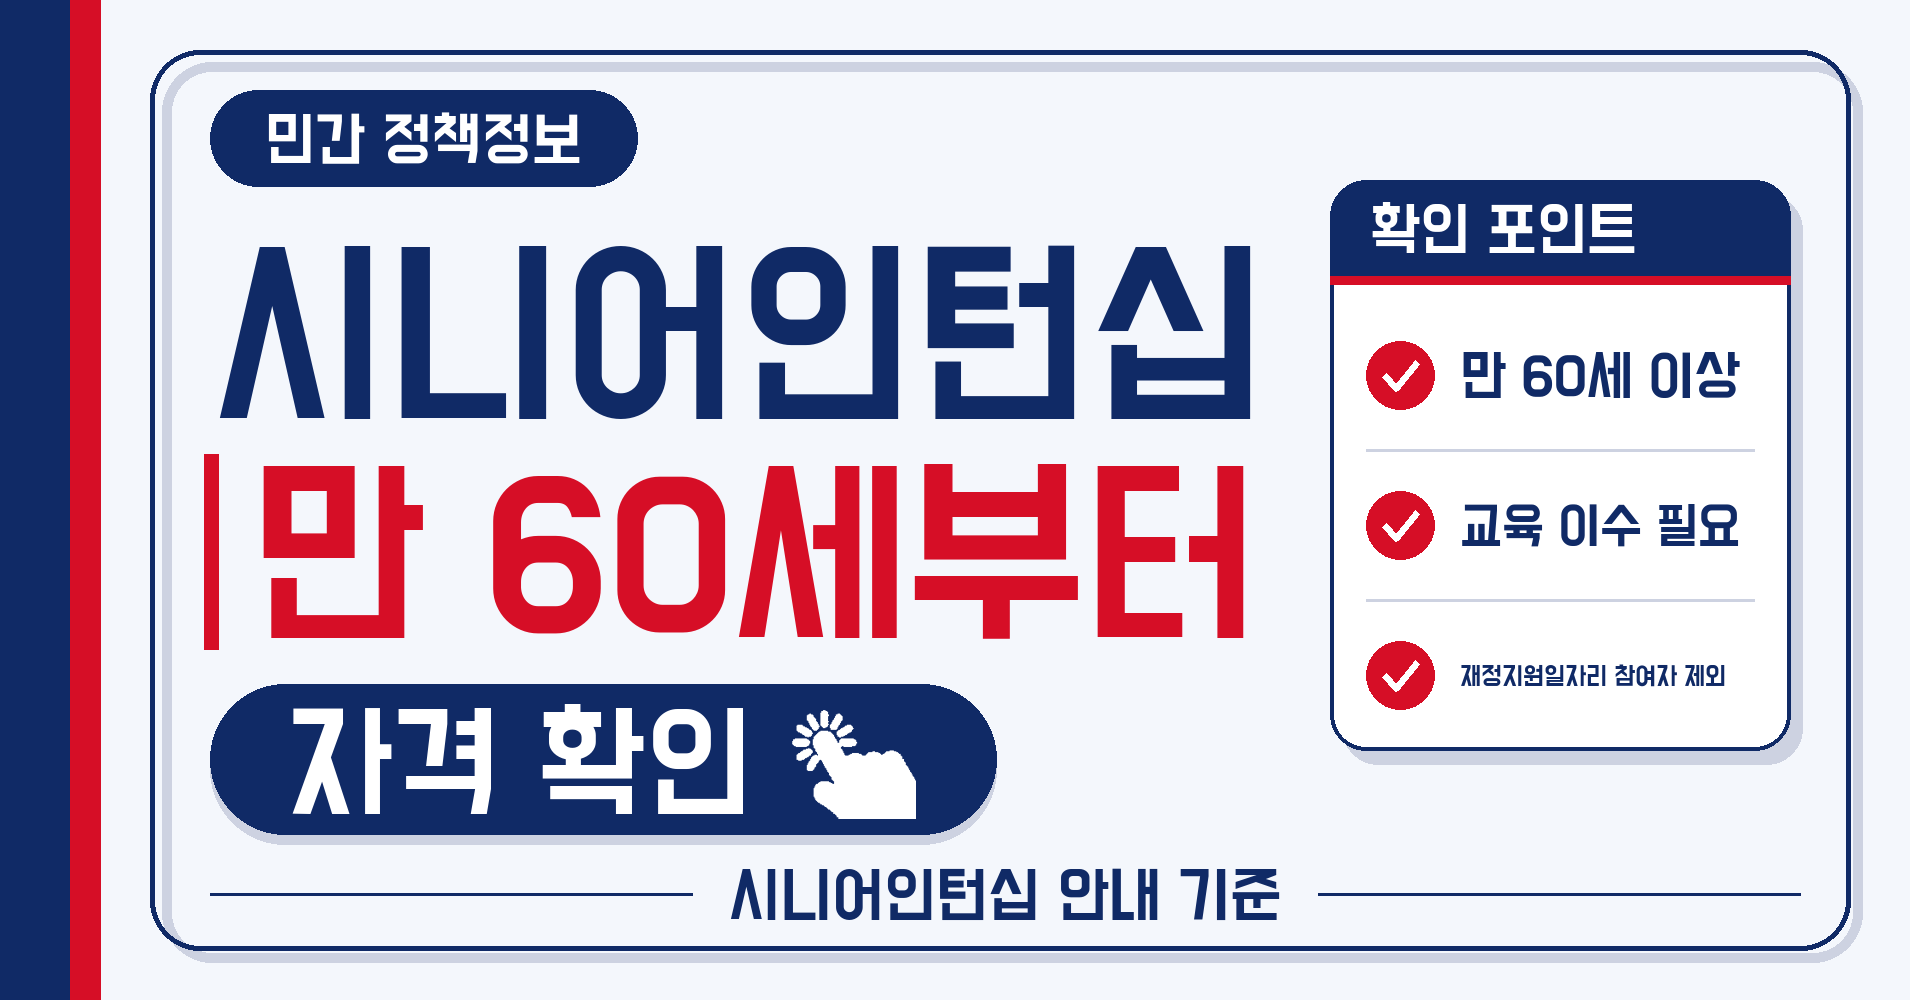 민간 정책정보
시니어인턴십
만 60세부터
자격 확인
확인 포인트
만 60세 이상
교육 이수 필요
재정지원일자리 참여자 제외
시니어인턴십 안내 기준